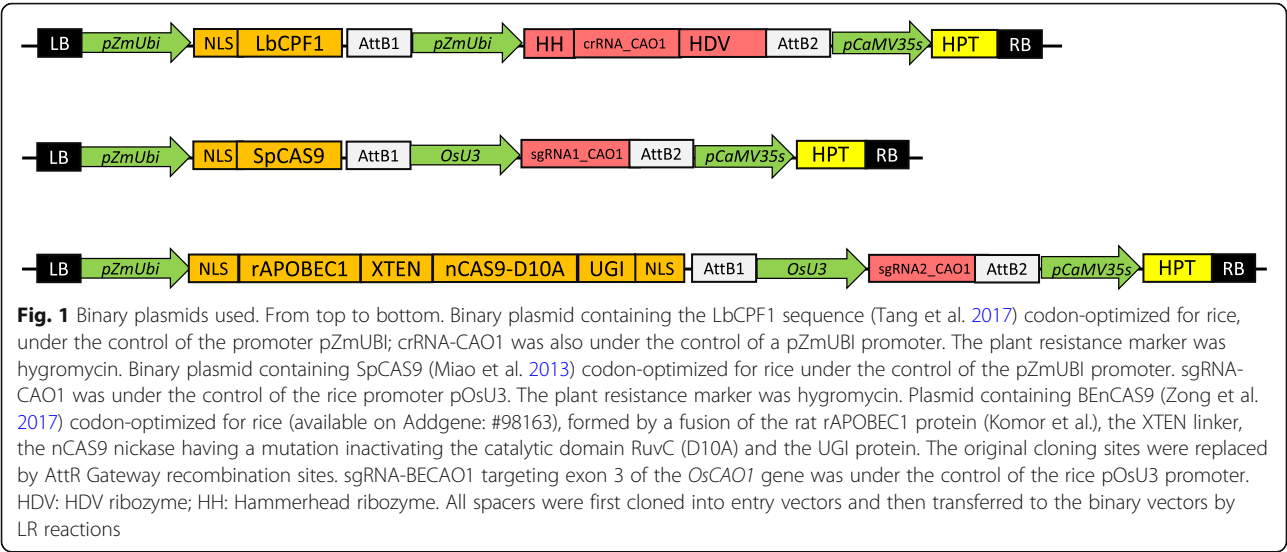 LB pZmUbi NLS LbCPF1 AttB1 pZmUbi HH crRNA_CAO1 HDV AttB2 pCaMV35s HPT RB
LB pZmUbi NLS SpCAS9 AttB1 OsU3 sgRNA1_CAO1 AttB2 pCaMV35s HPT RB
LB pZmUbi NLS rAPOBEC1 XTEN nCAS9-D10A UGI NLS AttB1 OsU3 sgRNA2_CAO1 AttB2 pCaMV35s HPT RB
Fig. 1 Binary plasmids used. From top to bottom. Binary plasmid containing the LbCPF1 sequence (Tang et al. 2017) codon-optimized for rice,
under the control of the promoter pZmUBI; crRNA-CAO1 was also under the control of a pZmUBI promoter. The plant resistance marker was
hygromycin. Binary plasmid containing SpCAS9 (Miao et al. 2013) codon-optimized for rice under the control of the pZmUBI promoter. sgRNA-
CAO1 was under the control of the rice promoter pOsU3. The plant resistance marker was hygromycin. Plasmid containing BEnCAS9 (Zong et al.
2017) codon-optimized for rice (available on Addgene: #98163), formed by a fusion of the rat rAPOBEC1 protein (Komor et al.), the XTEN linker,
the nCAS9 nickase having a mutation inactivating the catalytic domain RuvC (D10A) and the UGI protein. The original cloning sites were replaced
by AttR Gateway recombination sites. sgRNA-BECAO1 targeting exon 3 of the OsCAO1 gene was under the control of the rice pOsU3 promoter.
HDV: HDV ribozyme; HH: Hammerhead ribozyme. All spacers were first cloned into entry vectors and then transferred to the binary vectors by
LR reactions